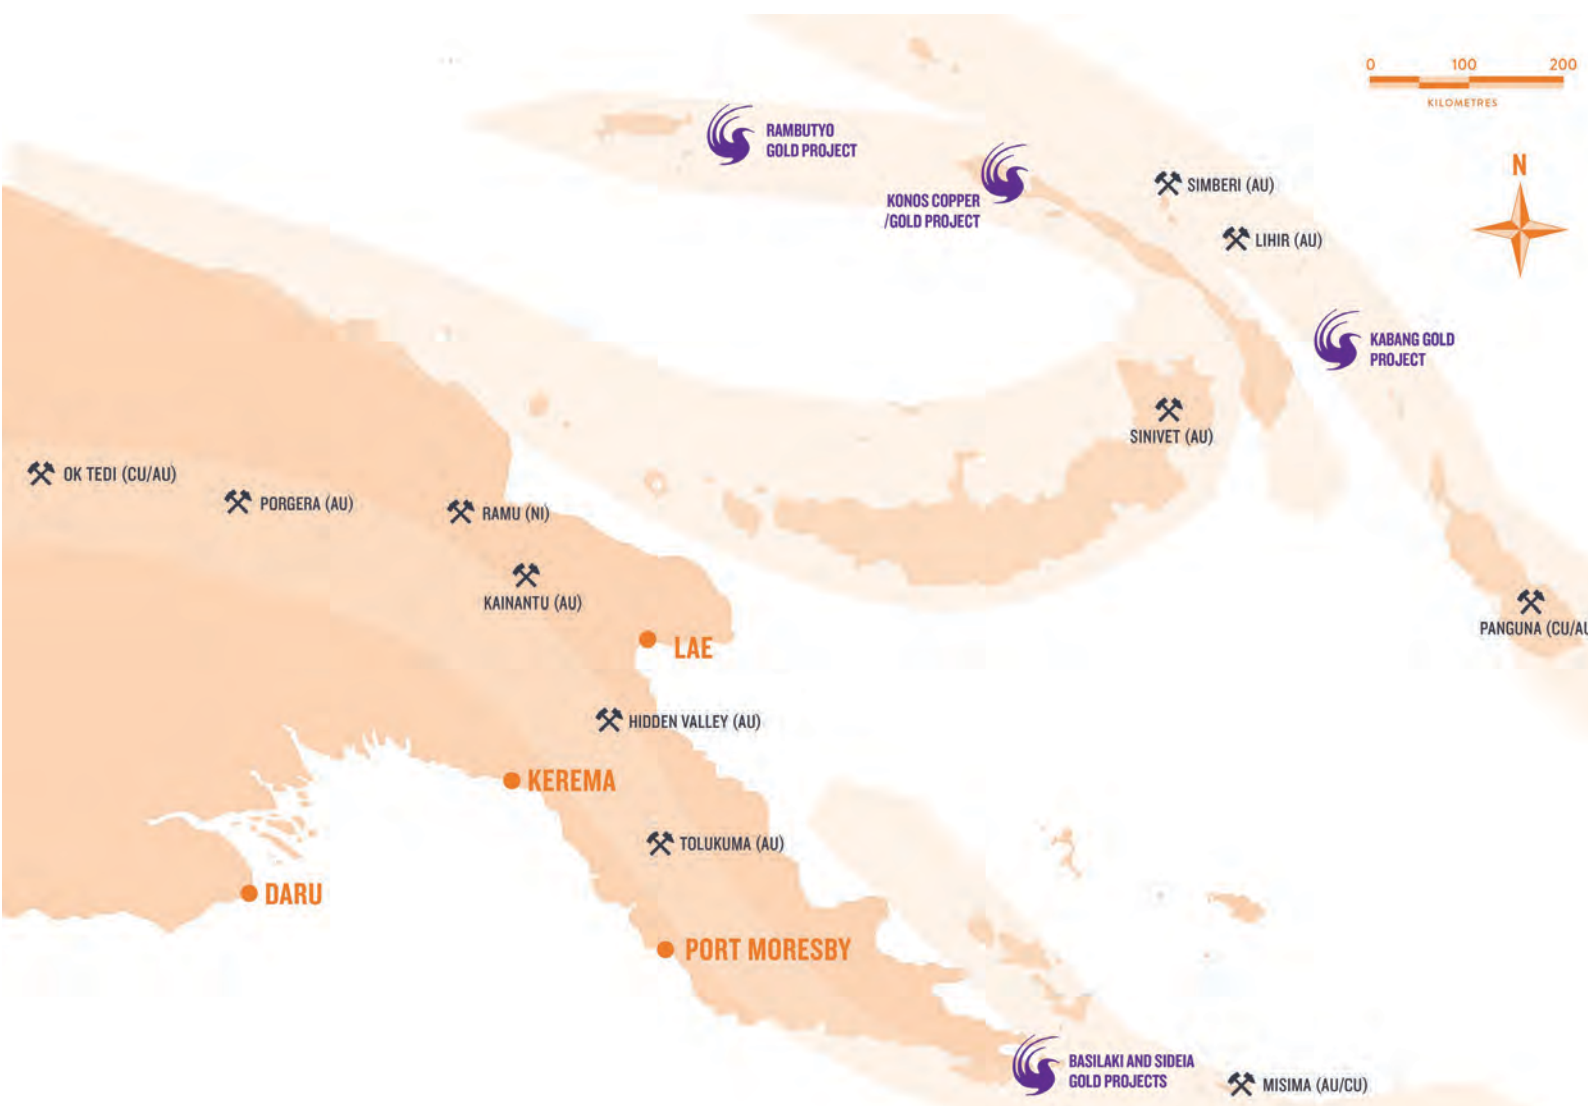 0 100 200
KILOMETRES
RAMBUTYO
GOLD PROJECT
N
KONOS COPPER
/GOLD PROJECT
SIMBERI (AU)
LIHIR (AU)
KABANG GOLD
PROJECT
SINIVET (AU)
OK TEDI (CU/AU)
PORGERA (AU)
RAMU (NI)
KAINANTU (AU)
PANGUNA (CU/AU
LAE
HIDDEN VALLEY (AU)
KEREMA
TOLUKUMA (AU)
DARU
PORT MORESBY
BASILAKI AND SIDEIA
GOLD PROJECTS
MISIMA (AU/CU)